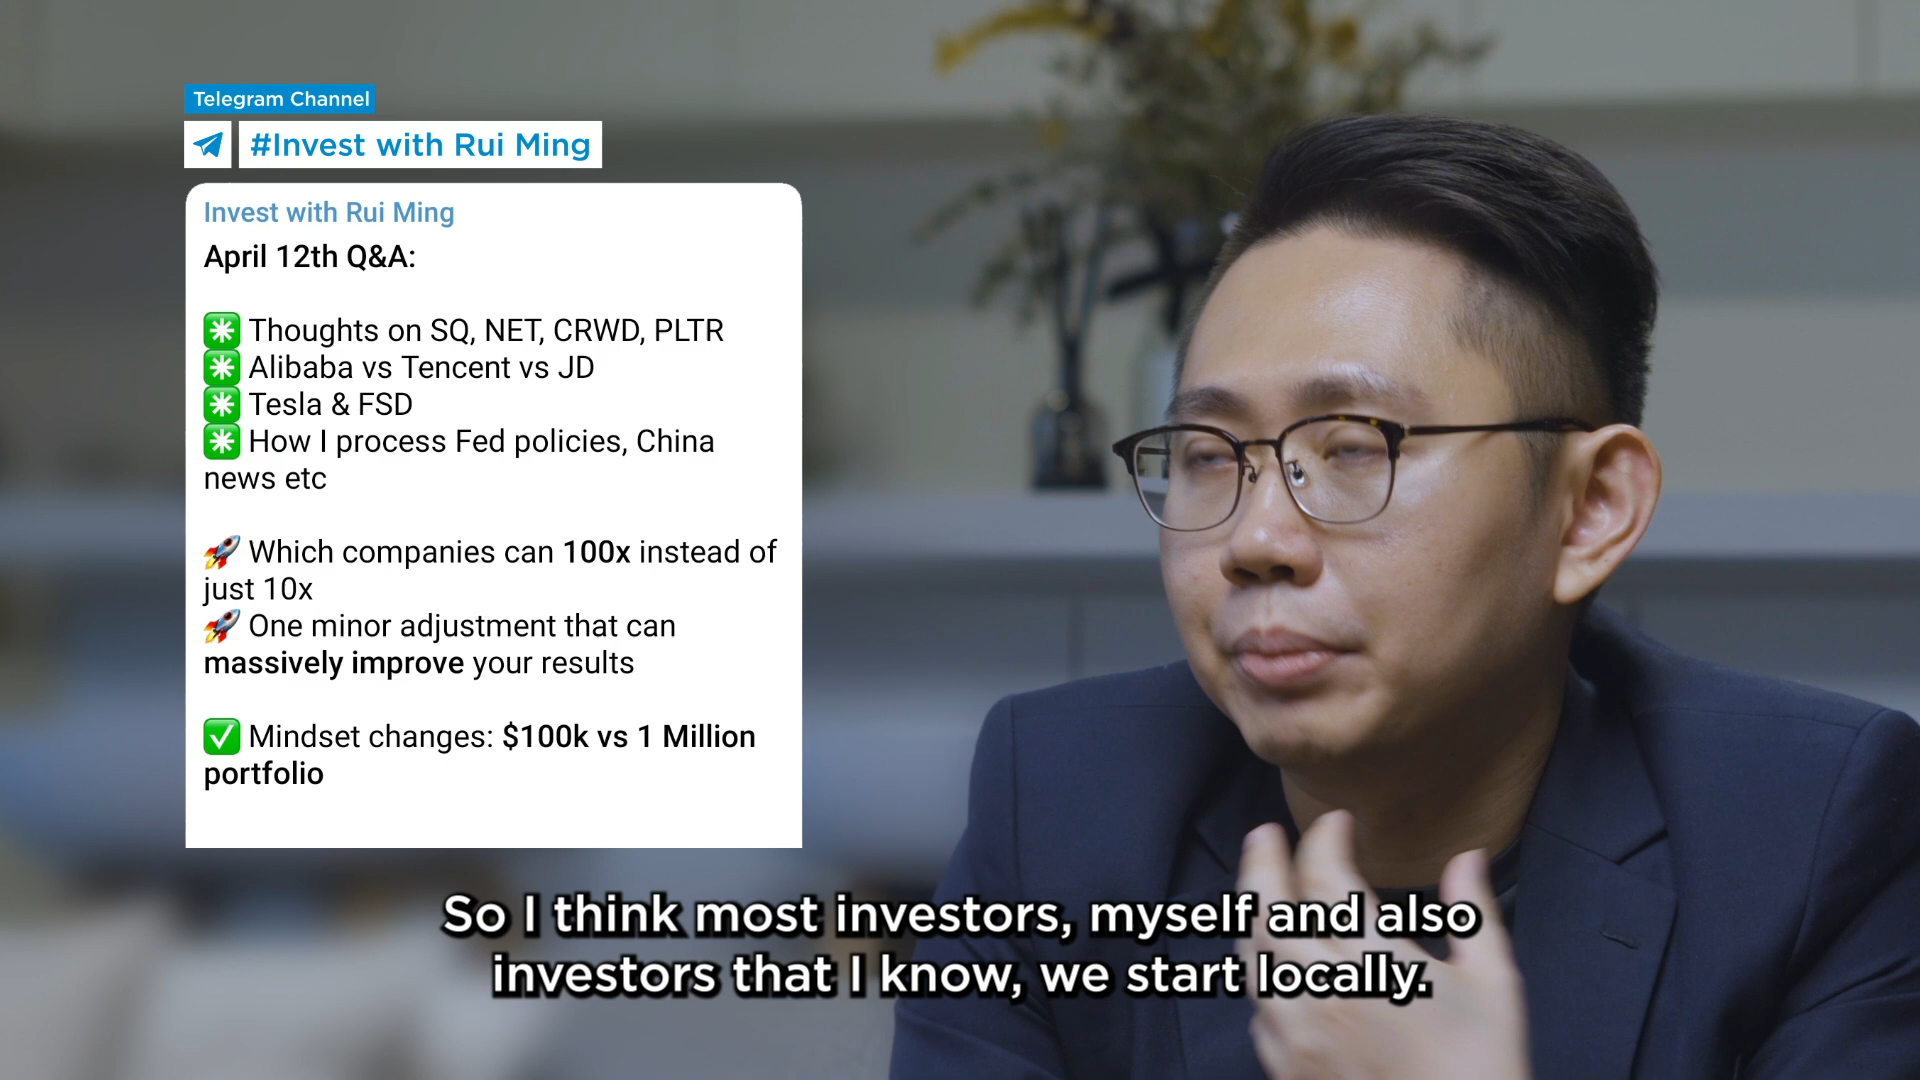 Telegram Channel
#Invest with Rui Ming
Invest with Rui Ming
April 12th Q&A:
Thoughts on SQ, NET, CRWD, PLTR
Alibaba vs Tencent vs JD
Tesla & FSD
How I process Fed policies, China
news etc
Which companies can 100x instead of
just 10x
One minor adjustment that can
massively improve your results
Mindset changes: $100k vs 1 Million
portfolio
So I think most investors, myself and also
investors that I know, we start locally.